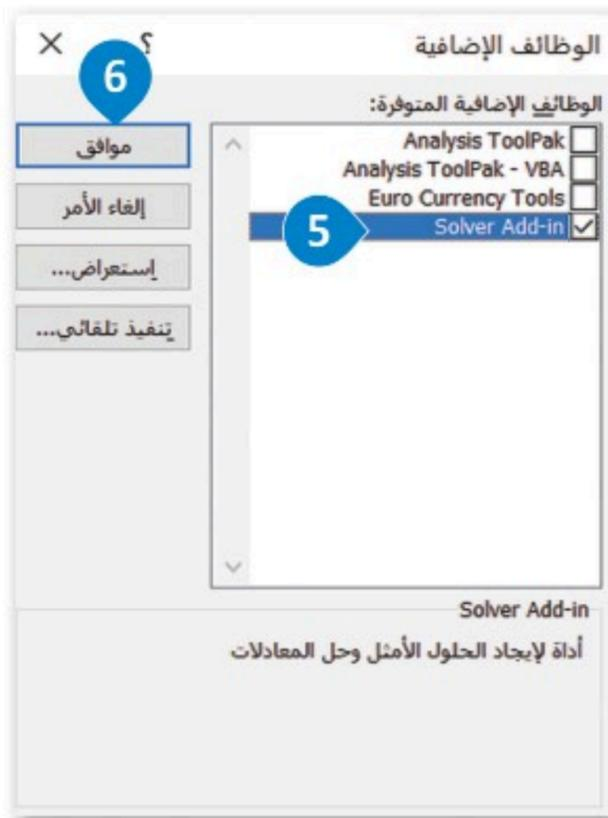 الوظائف الإضافية
؟
6
الوظائف الإضافية المتوفرة:
Analysis ToolPak
Analysis ToolPak - VBA
Euro Currency Tools
Solver Add-in
5
موافق
إلغاء الأمر
إستعراض...
تنفيذ تلقائي...
Solver Add-in
أداة لإيجاد الحلول الأمثل وحل المعادلات